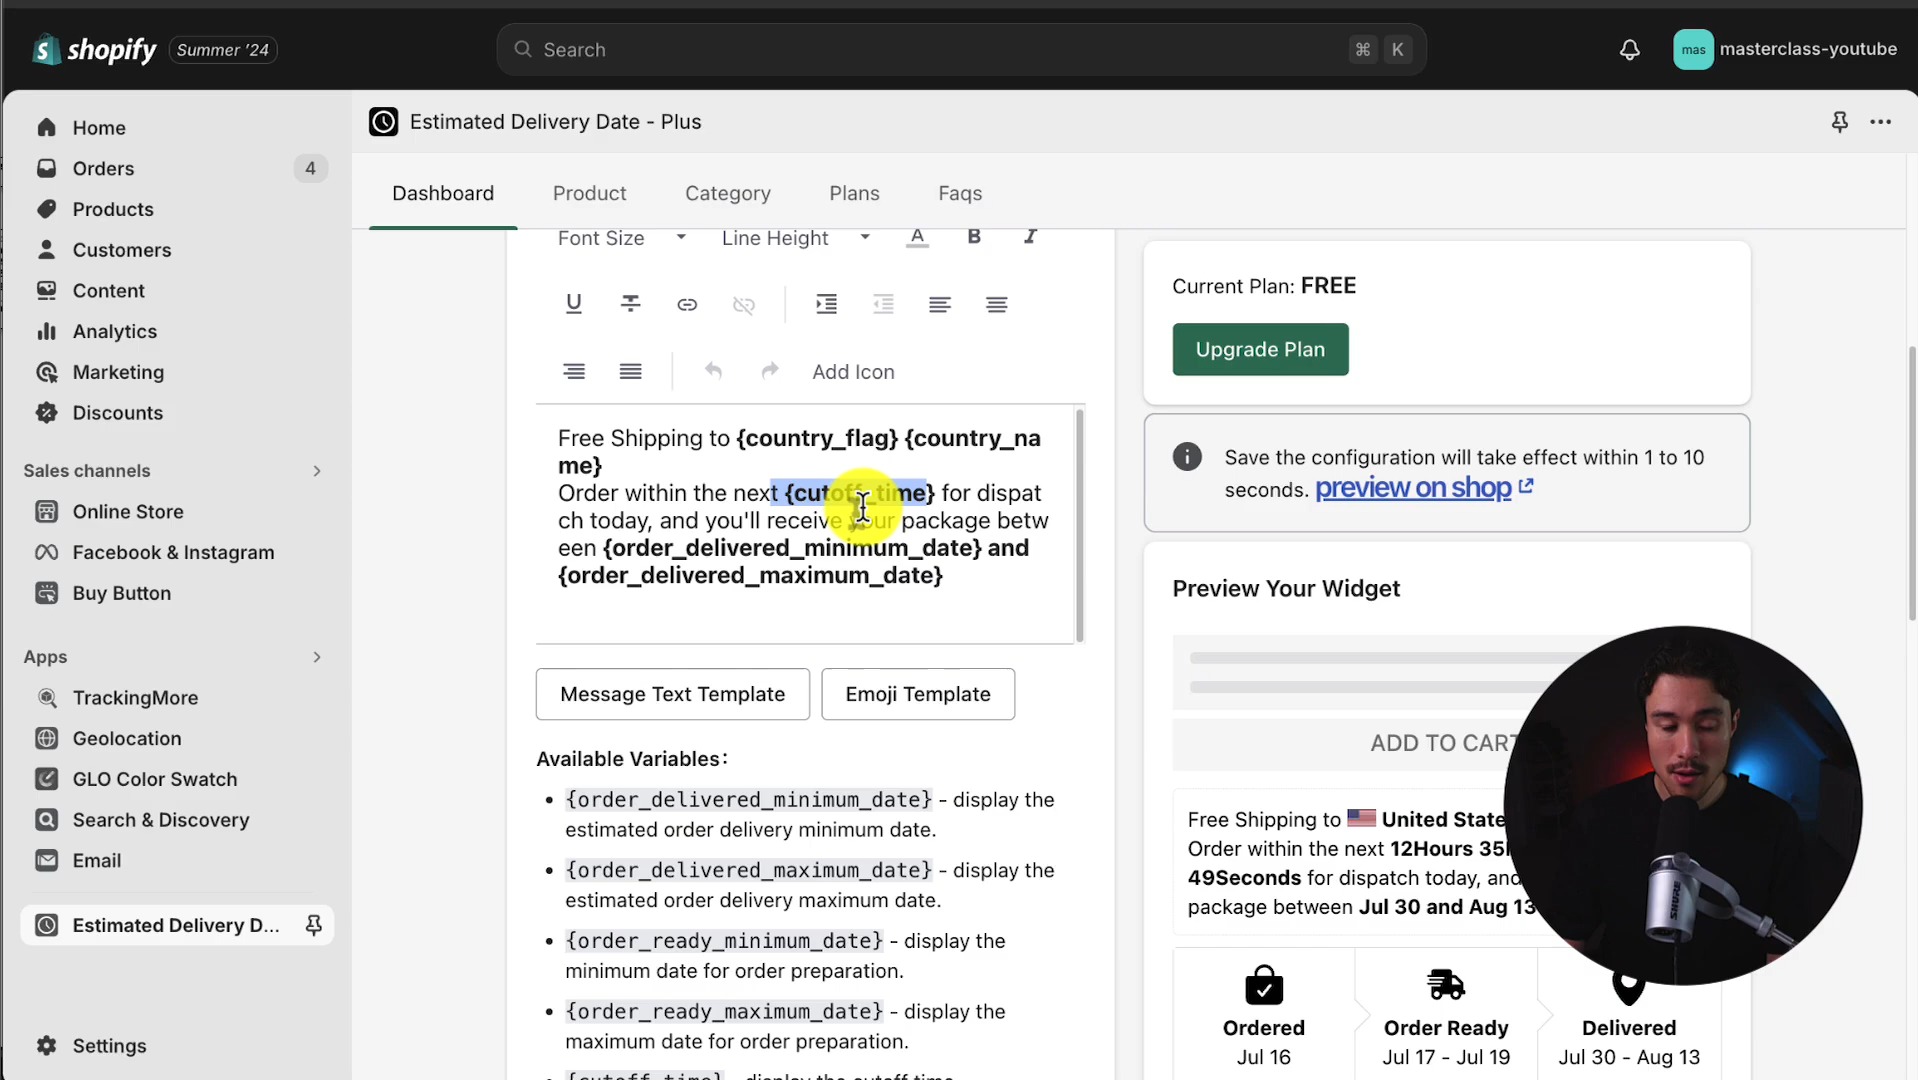 shopify
Summer '24
Search
⌘ K
mas
masterclass-youtube
Home
Orders
4
Products
Customers
Content
Analytics
Marketing
Discounts
Sales channels
Online Store
Facebook & Instagram
Buy Button
Apps
TrackingMore
Geolocation
GLO Color Swatch
Search & Discovery
Email
Estimated Delivery D...
Settings
Estimated Delivery Date - Plus
Dashboard
Product
Category
Plans
Faqs
Font Size
Line Height
A B I
U
Add Icon
Free Shipping to {country_flag} {country_na
me}
Order within the next {cutoff_time} for dispat
ch today, and you'll receive your package betw
een {order_delivered_minimum_date} and
{order_delivered_maximum_date}
Message Text Template
Emoji Template
Available Variables:
{order_delivered_minimum_date} - display the
estimated order delivery minimum date.
{order_delivered_maximum_date} - display the
estimated order delivery maximum date.
{order_ready_minimum_date} - display the
minimum date for order preparation.
{order_ready_maximum_date} - display the
maximum date for order preparation.
{cutoff_time} - display the cutoff time
Current Plan: FREE
Upgrade Plan
Save the configuration will take effect within 1 to 10
seconds. preview on shop
Preview Your Widget
ADD TO CART
Free Shipping to United State
Order within the next 12Hours 35
49Seconds for dispatch today, and
package between Jul 30 and Aug 13
Ordered
Jul 16
Order Ready
Jul 17 - Jul 19
Delivered
Jul 30 - Aug 13
SHURE